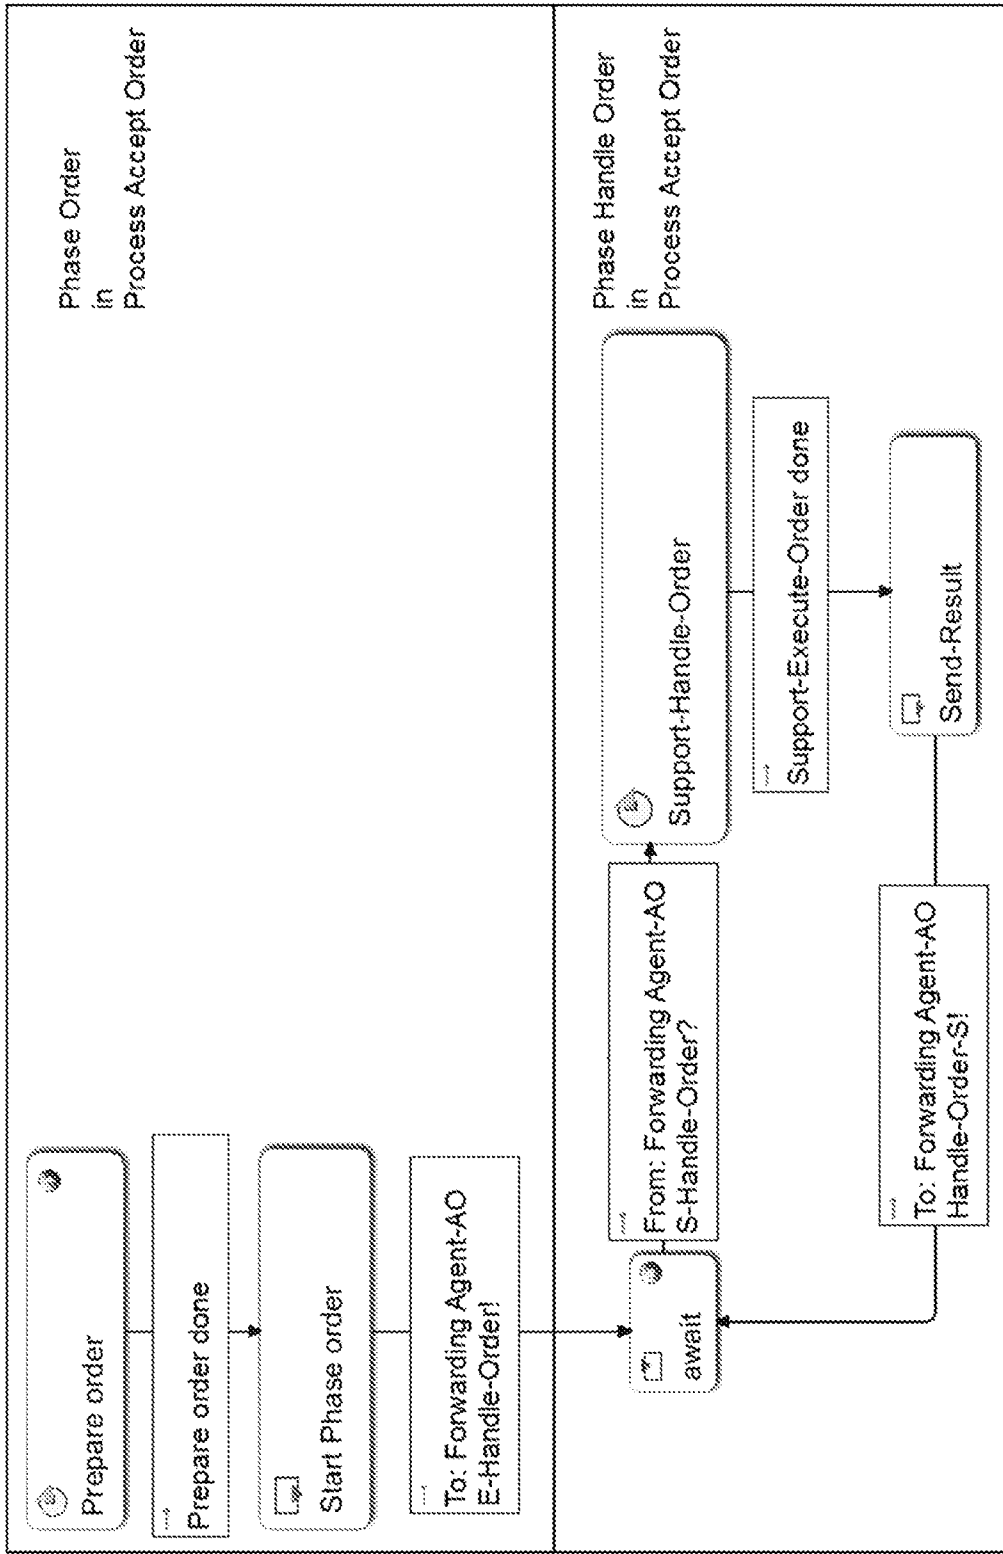 Phase Order
in
Process Accept Order
Prepare order
Prepare order done
Start Phase order
To: Forwarding Agent-AO
E-Handle-Order!
Phase Handle Order
in
Process Accept Order
await
From: Forwarding Agent-AO
S-Handle-Order?
Support-Handle-Order
Support-Execute-Order done
Send-Result
To: Forwarding Agent-AO
Handle-Order-S!